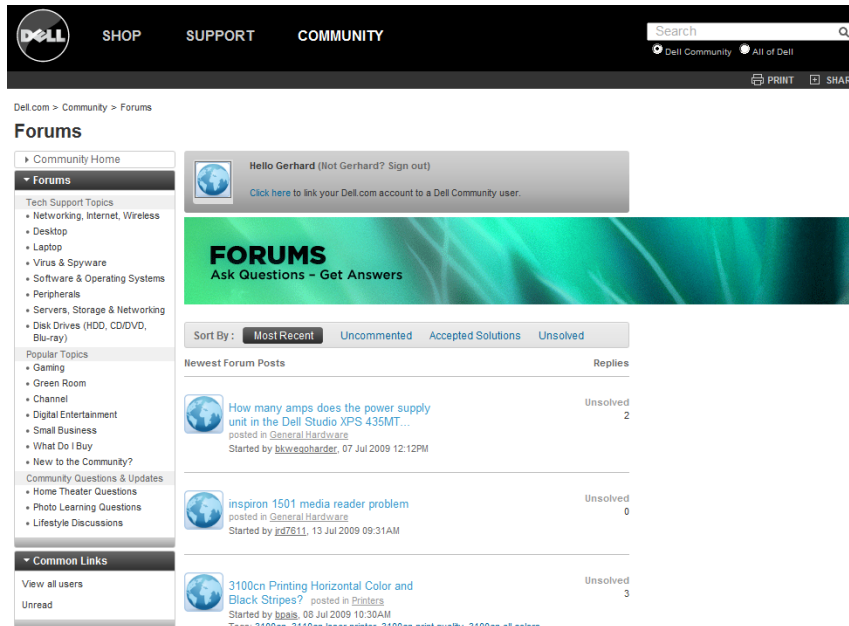 DELL
SHOP
SUPPORT
COMMUNITY
Search
Dell Community
All of Dell
PRINT
SHAR
Dell.com > Community > Forums
Forums
Community Home
Forums
Tech Support Topics
Networking, Internet, Wireless
Desktop
Laptop
Virus & Spyware
Software & Operating Systems
Peripherals
Servers, Storage & Networking
Disk Drives (HDD, CD/DVD,
Blu-ray)
Popular Topics
Gaming
Green Room
Channel
Digital Entertainment
Small Business
What Do I Buy
New to the Community?
Community Questions & Updates
Home Theater Questions
Photo Learning Questions
Lifestyle Discussions
Common Links
View all users
Unread
Hello Gerhard (Not Gerhard? Sign out)
Click here to link your Dell.com account to a Dell Community user.
FORUMS
Ask Questions – Get Answers
Sort By : Most Recent Uncommented Accepted Solutions Unsolved
Newest Forum Posts Replies
How many amps does the power supply
unit in the Dell Studio XPS 435MT...
posted in General Hardware
Started by bkwegoharder, 07 Jul 2009 12:12PM
Unsolved
2
inspiron 1501 media reader problem
posted in General Hardware
Started by jrd7611, 13 Jul 2009 09:31AM
Unsolved
0
3100cn Printing Horizontal Color and
Black Stripes? posted in Printers
Started by bpais, 08 Jul 2009 10:30AM
Unsolved
3